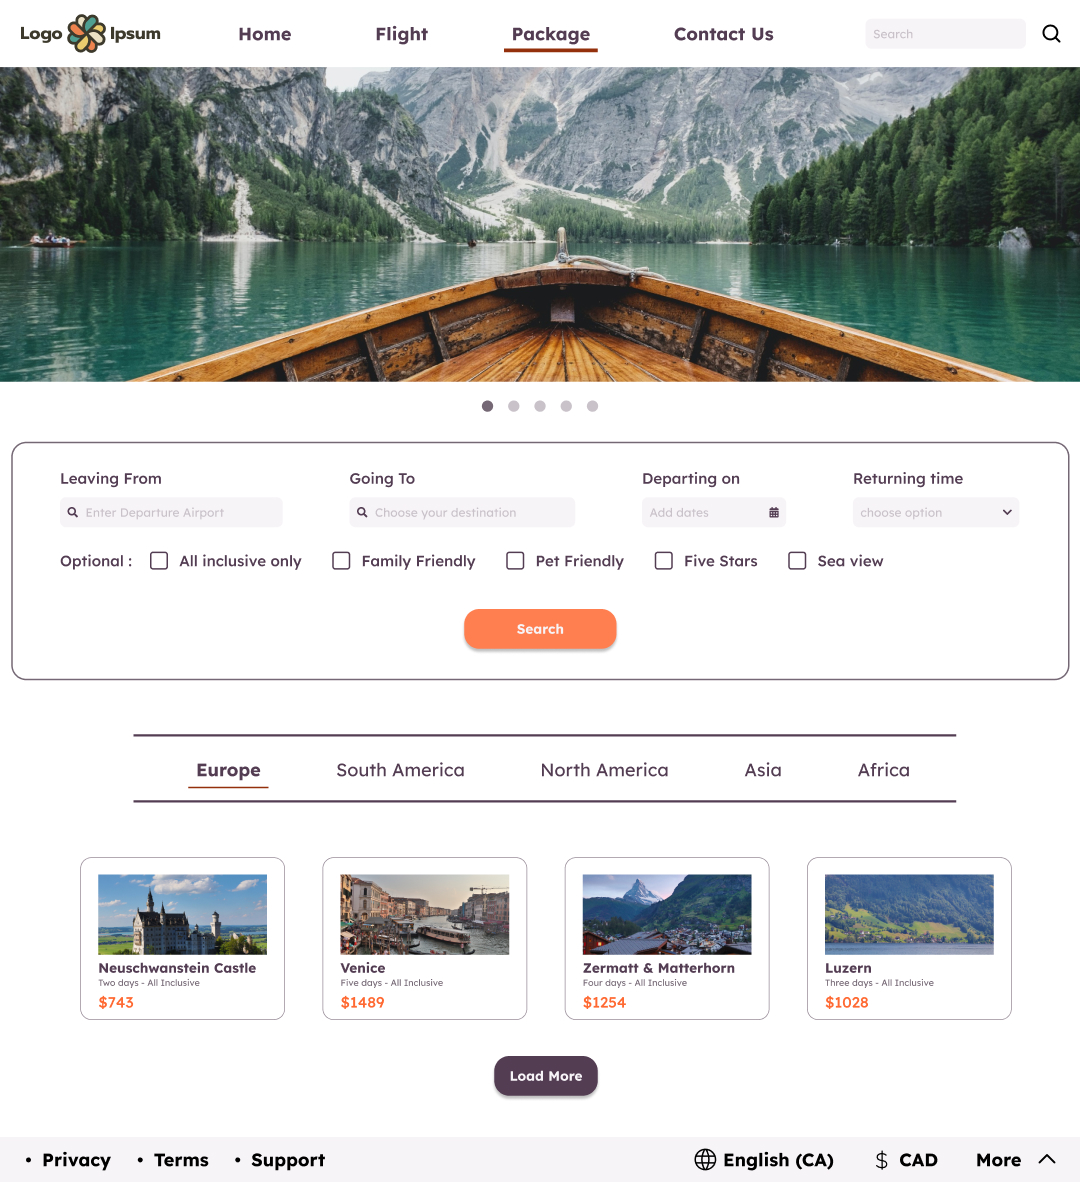 Logo Ipsum
Home Flight Package Contact Us Search
Leaving From Going To Departing on Returning time
Enter Departure Airport Choose your destination Add dates choose option
Optional : All inclusive only Family Friendly Pet Friendly Five Stars Sea view
Search
Europe South America North America Asia Africa
Neuschwanstein Castle
Two days - All Inclusive
$743
Venice
Five days - All Inclusive
$1489
Zermatt & Matterhorn
Four days - All Inclusive
$1254
Luzern
Three days - All Inclusive
$1028
Load More
• Privacy • Terms • Support English (CA) $ CAD More